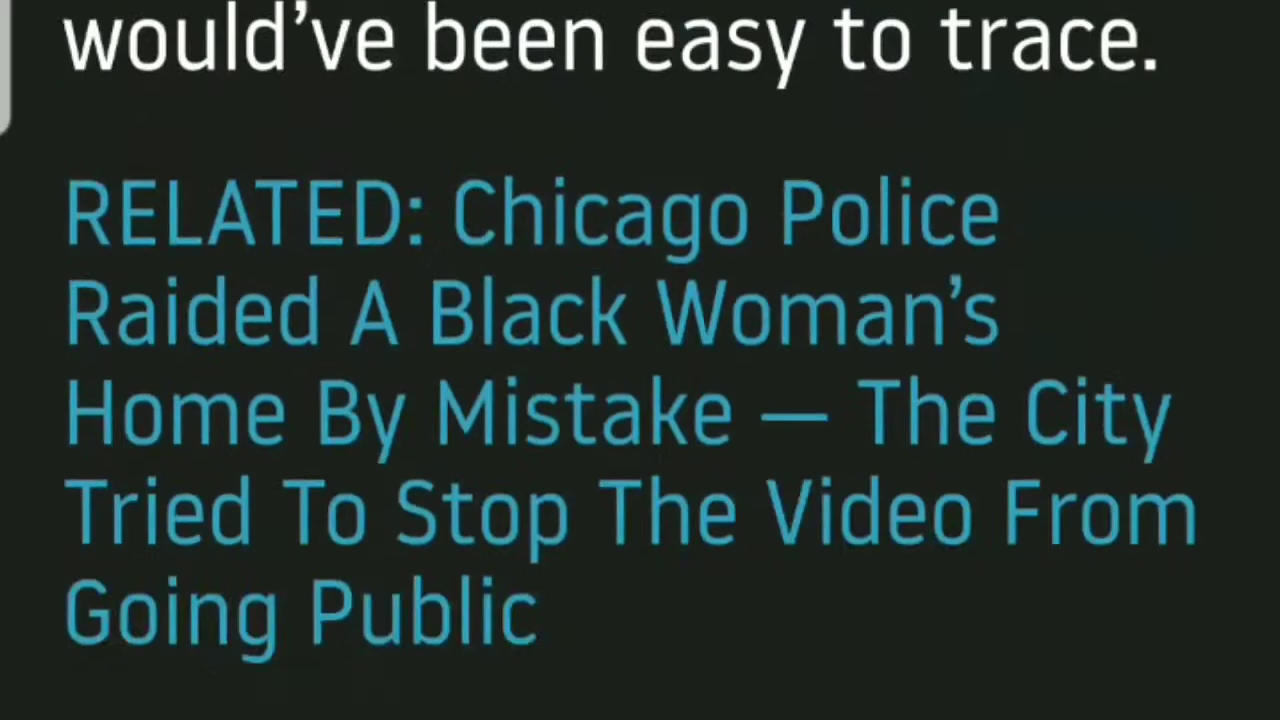 would’ve been easy to trace.
RELATED: Chicago Police
Raided A Black Woman’s
Home By Mistake — The City
Tried To Stop The Video From
Going Public